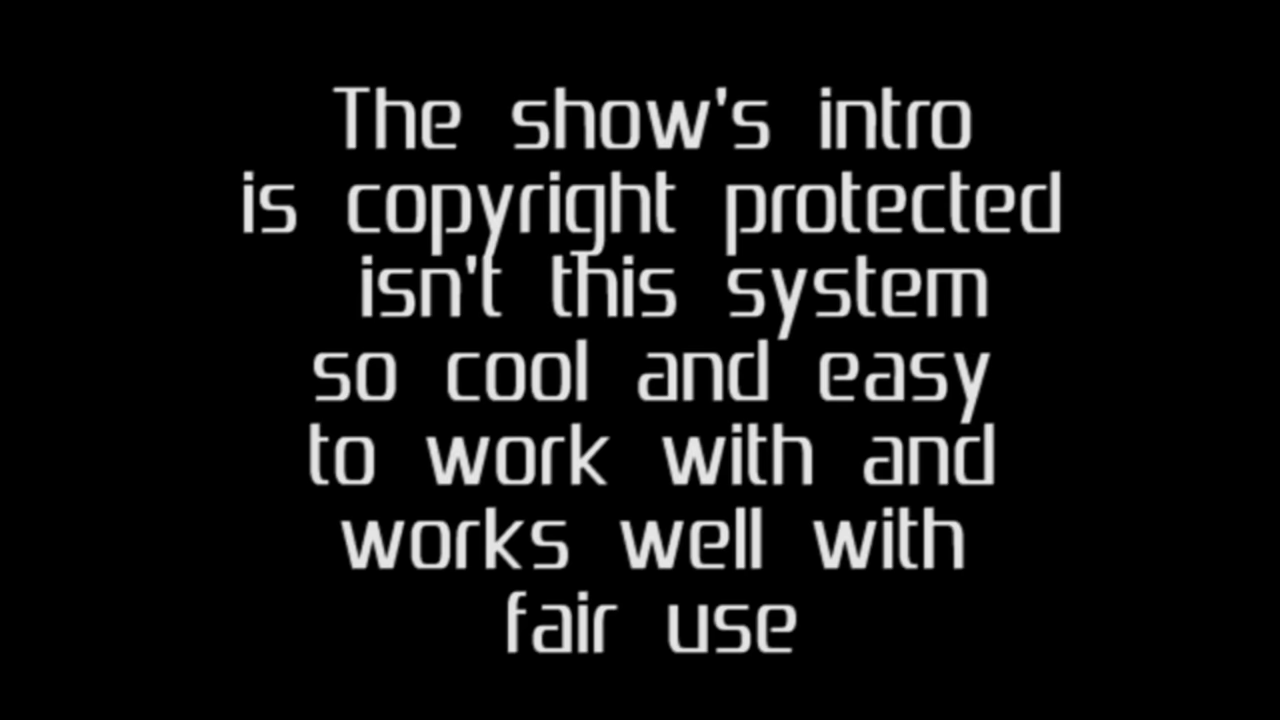 The show's intro
is copyright protected
isn't this system
so cool and easy
to work with and
works well with
fair use